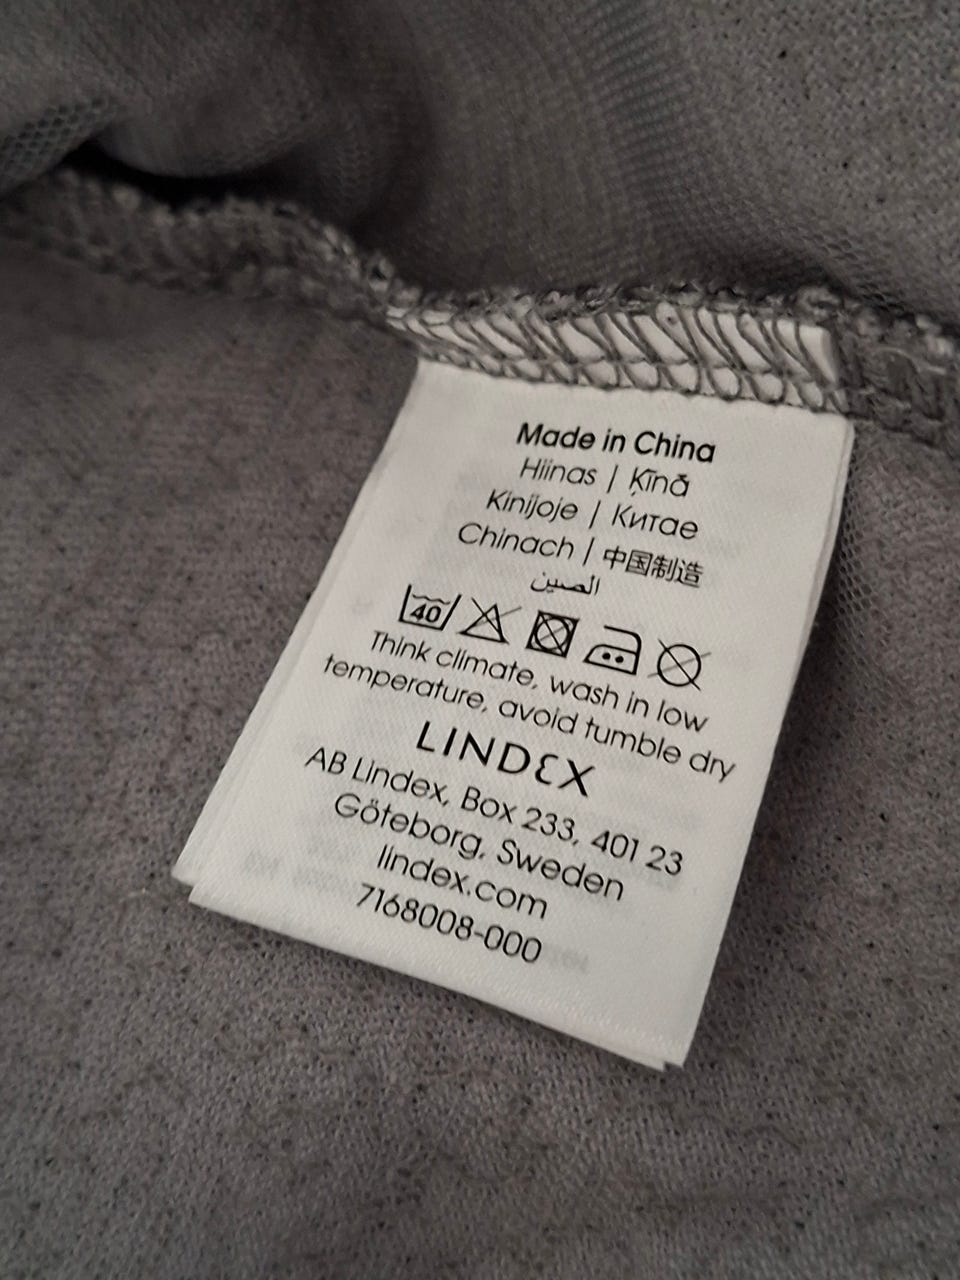 Made in China
Hiinas | Ķīnā
Kinijoje | Китае
Chinach | 中国制造
الصين
40
Think climate, wash in low
temperature, avoid tumble dry
LINDEX
AB Lindex, Box 233, 401 23
Göteborg, Sweden
lindex.com
7168008-000